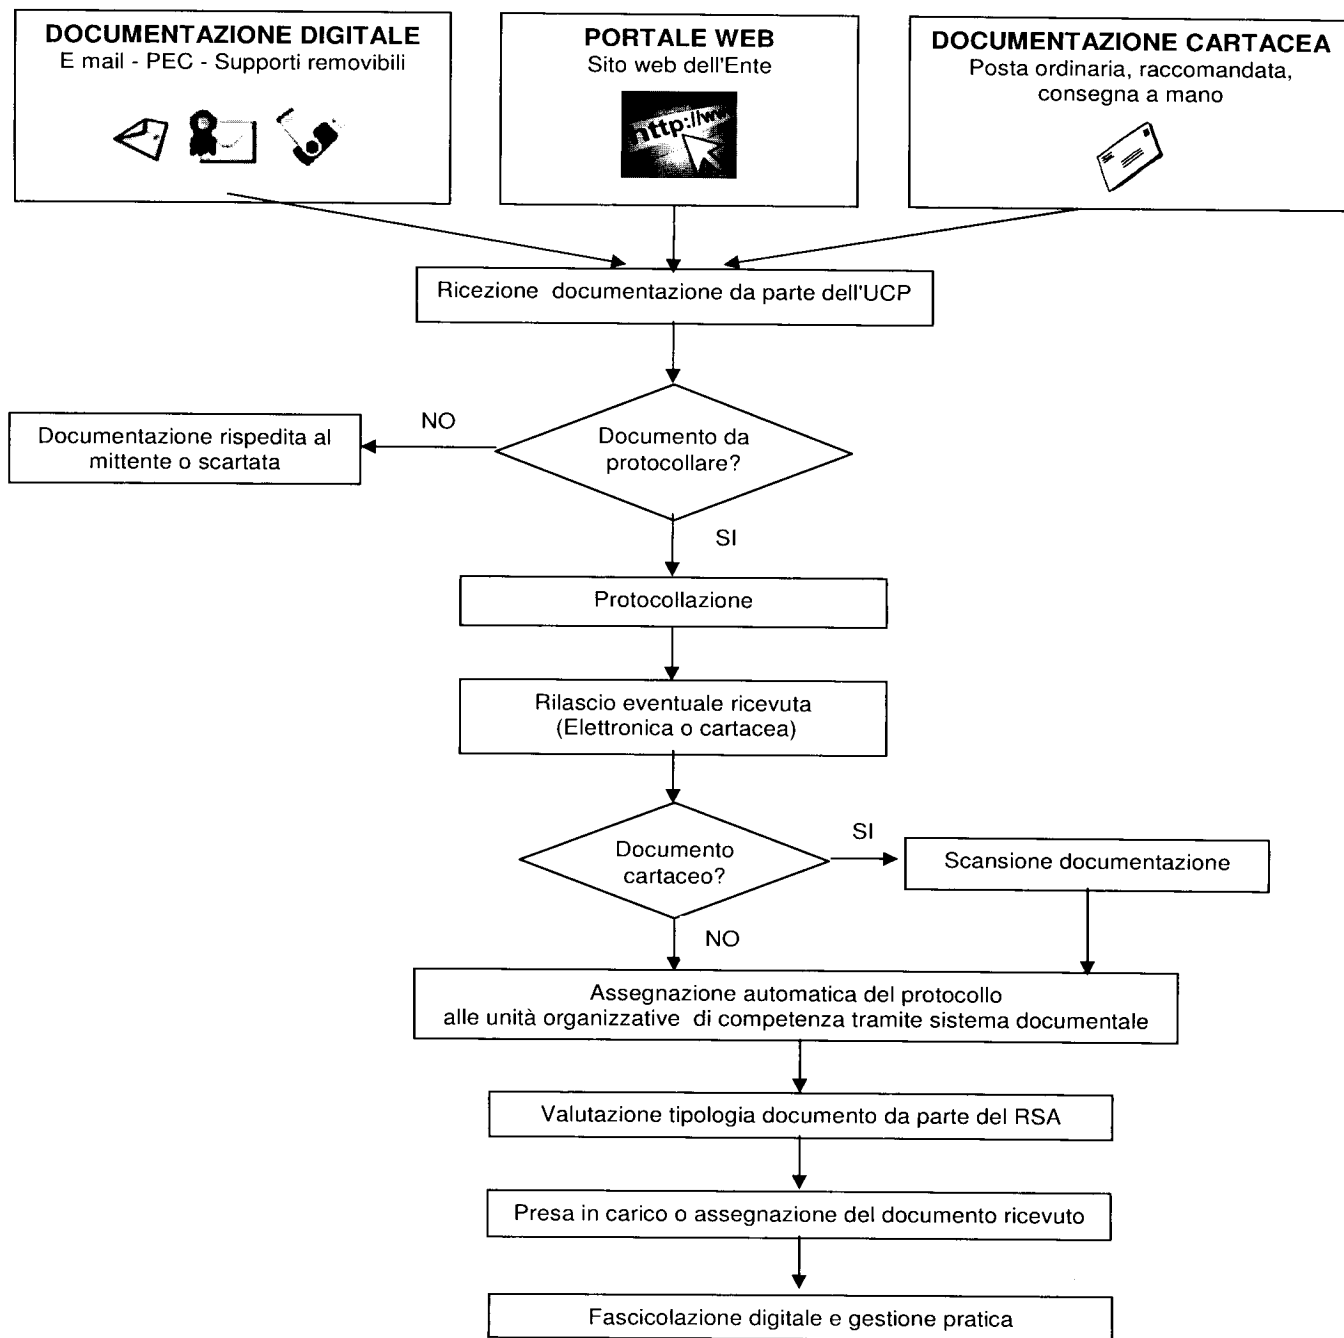 DOCUMENTAZIONE DIGITALE
E mail - PEC - Supporti removibili
PORTALE WEB
Sito web dell'Ente
http://ww
DOCUMENTAZIONE CARTACEA
Posta ordinaria, raccomandata,
consegna a mano
Ricezione documentazione da parte dell'UCP
NO
Documento da
protocollare?
Documentazione rispedita al
mittente o scartata
SI
Protocollazione
Rilascio eventuale ricevuta
(Elettronica o cartacea)
Documento
cartaceo?
SI
Scansione documentazione
NO
Assegnazione automatica del protocollo
alle unità organizzative di competenza tramite sistema documentale
Valutazione tipologia documento da parte del RSA
Presa in carico o assegnazione del documento ricevuto
Fascicolazione digitale e gestione pratica